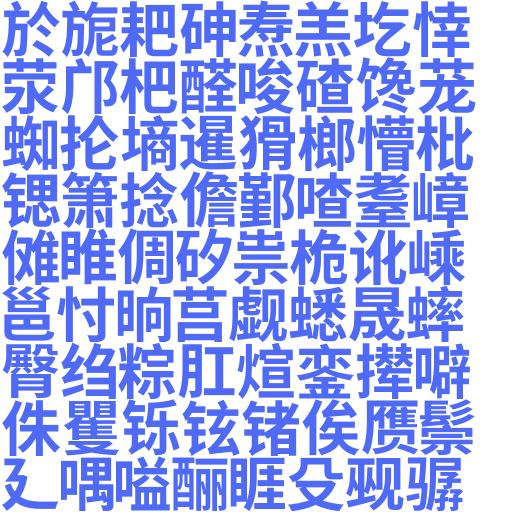 於旎耙砷焘羔圪悻
荥邝杷醛唆碴馋茏
蜘抡墒暹猾榔懵枇
锶箫捻儋鄞喳耋嶂
傩睢倜矽祟桅讹嵊
邕忖晌莒觑蟋晟蟀
臀绉粽肛煊銮撵噼
侏瞿铄铉锗俟赝鬃
廴喁嗌酾睚殳觋骣